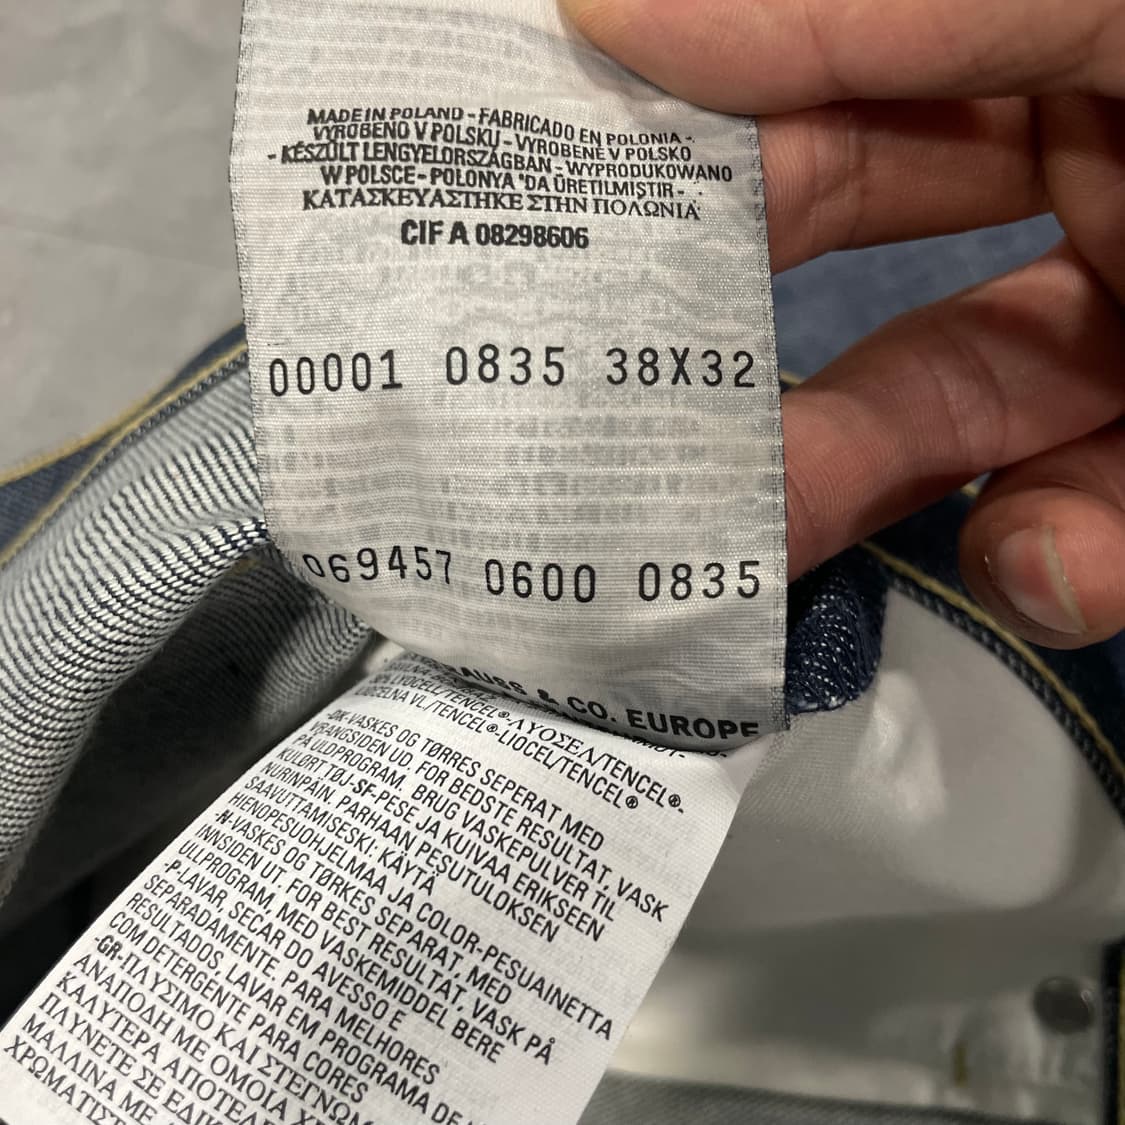 MADE IN POLAND - FABRICADO EN POLONIA -
VYROBENO V POLSKU - VYROBENÉ V POLSKO
- KÉSZÜLT LENGYELORSZÁGBAN - WYPRODUKOWANO
W POLSCE - POLONYA 'DA ÜRETILMIŞTIR -
ΚΑΤΑΣΚΕΥΑΣΤΗΚΕ ΣΤΗΝ ΠΟΛΩΝΙΑ
CIF A 08298606
00001 0835 38X32
069457 0600 0835
STRAUSS & CO. EUROPE
LYOCELL/TENCEL®-ΛΥΟΣΕΛ/TENCEL®-
VL/TENCEL®-LIOCEL/TENCEL®
-DK-VASKES OG TØRRES SEPERAT MED
VRANGSIDEN UD. FOR BEDSTE RESULTAT, VASK
PÅ ULDPROGRAM. BRUG VASKEPULVER TIL
KULØRT TØJ-SF-PESE JA KUIVAA ERIKSEEN
NURINPÄIN. PARHAAN PESUTULOKSEN
SAAVUTTAMISESKI: KÄYTÄ
HIENOPESUOHJELMAA JA COLOR-PESUAINETTA
-N-VASKES OG TØRKES SEPARAT, MED
INNSIDEN UT. FOR BEST RESULTAT, VASK PÅ
ULLPROGRAM, MED VASKEMIDDEL BERE
-P-LAVAR, SECAR DO AVESSO E
SEPARADAMENTE. PARA MELHORES
RESULTADOS, LAVAR EM PROGRAMA DE
COM DETERGENTE PARA CORES
-GR-ΠΛΥΣΙΜΟ ΚΑΙ ΣΤΕΓΝΩΜ
ΑΝΑΠΟΔΗ ΜΕ ΟΜΟΙΑ ΧΡ
ΚΑΛΥΤΕΡΑ ΑΠΟΤΕΛ
ΠΛΥΝΕΤΕ ΣΕ ΕΔΙΚ
ΜΑΛΛΙΝΑ ΜΕ
ΧΡΩΜΑΤΙΣΤ